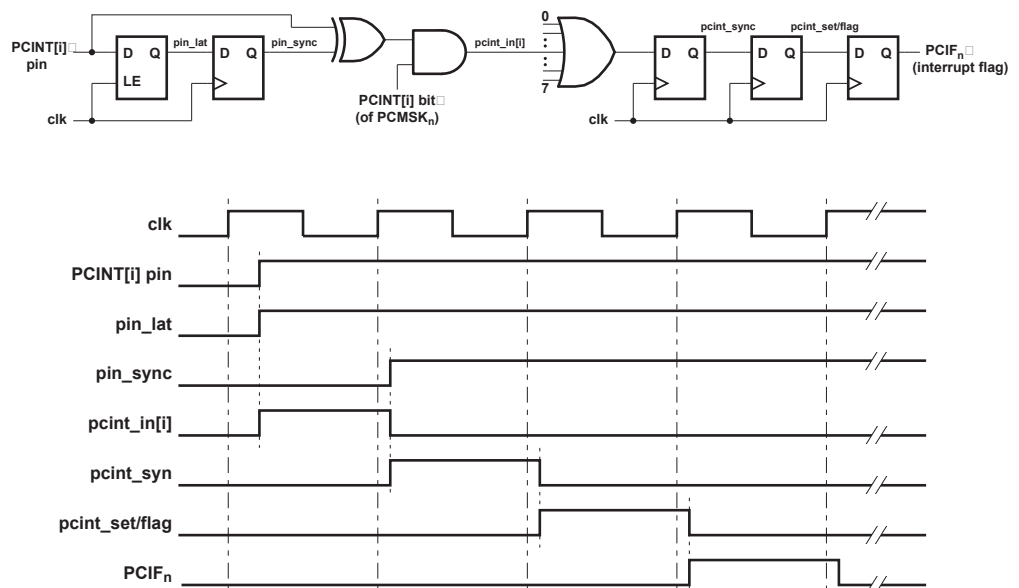 PCINT[i]
pin
D Q
LE
pin_lat
D Q
pin_sync
clk
PCINT[i] bit
(of PCMSKn)
pcint_in[i]
0
7
D Q
pcint_sync
D Q
pcint_set/flag
D Q
clk
PCIFn
(interrupt flag)
clk
PCINT[i] pin
pin_lat
pin_sync
pcint_in[i]
pcint_syn
pcint_set/flag
PCIFn